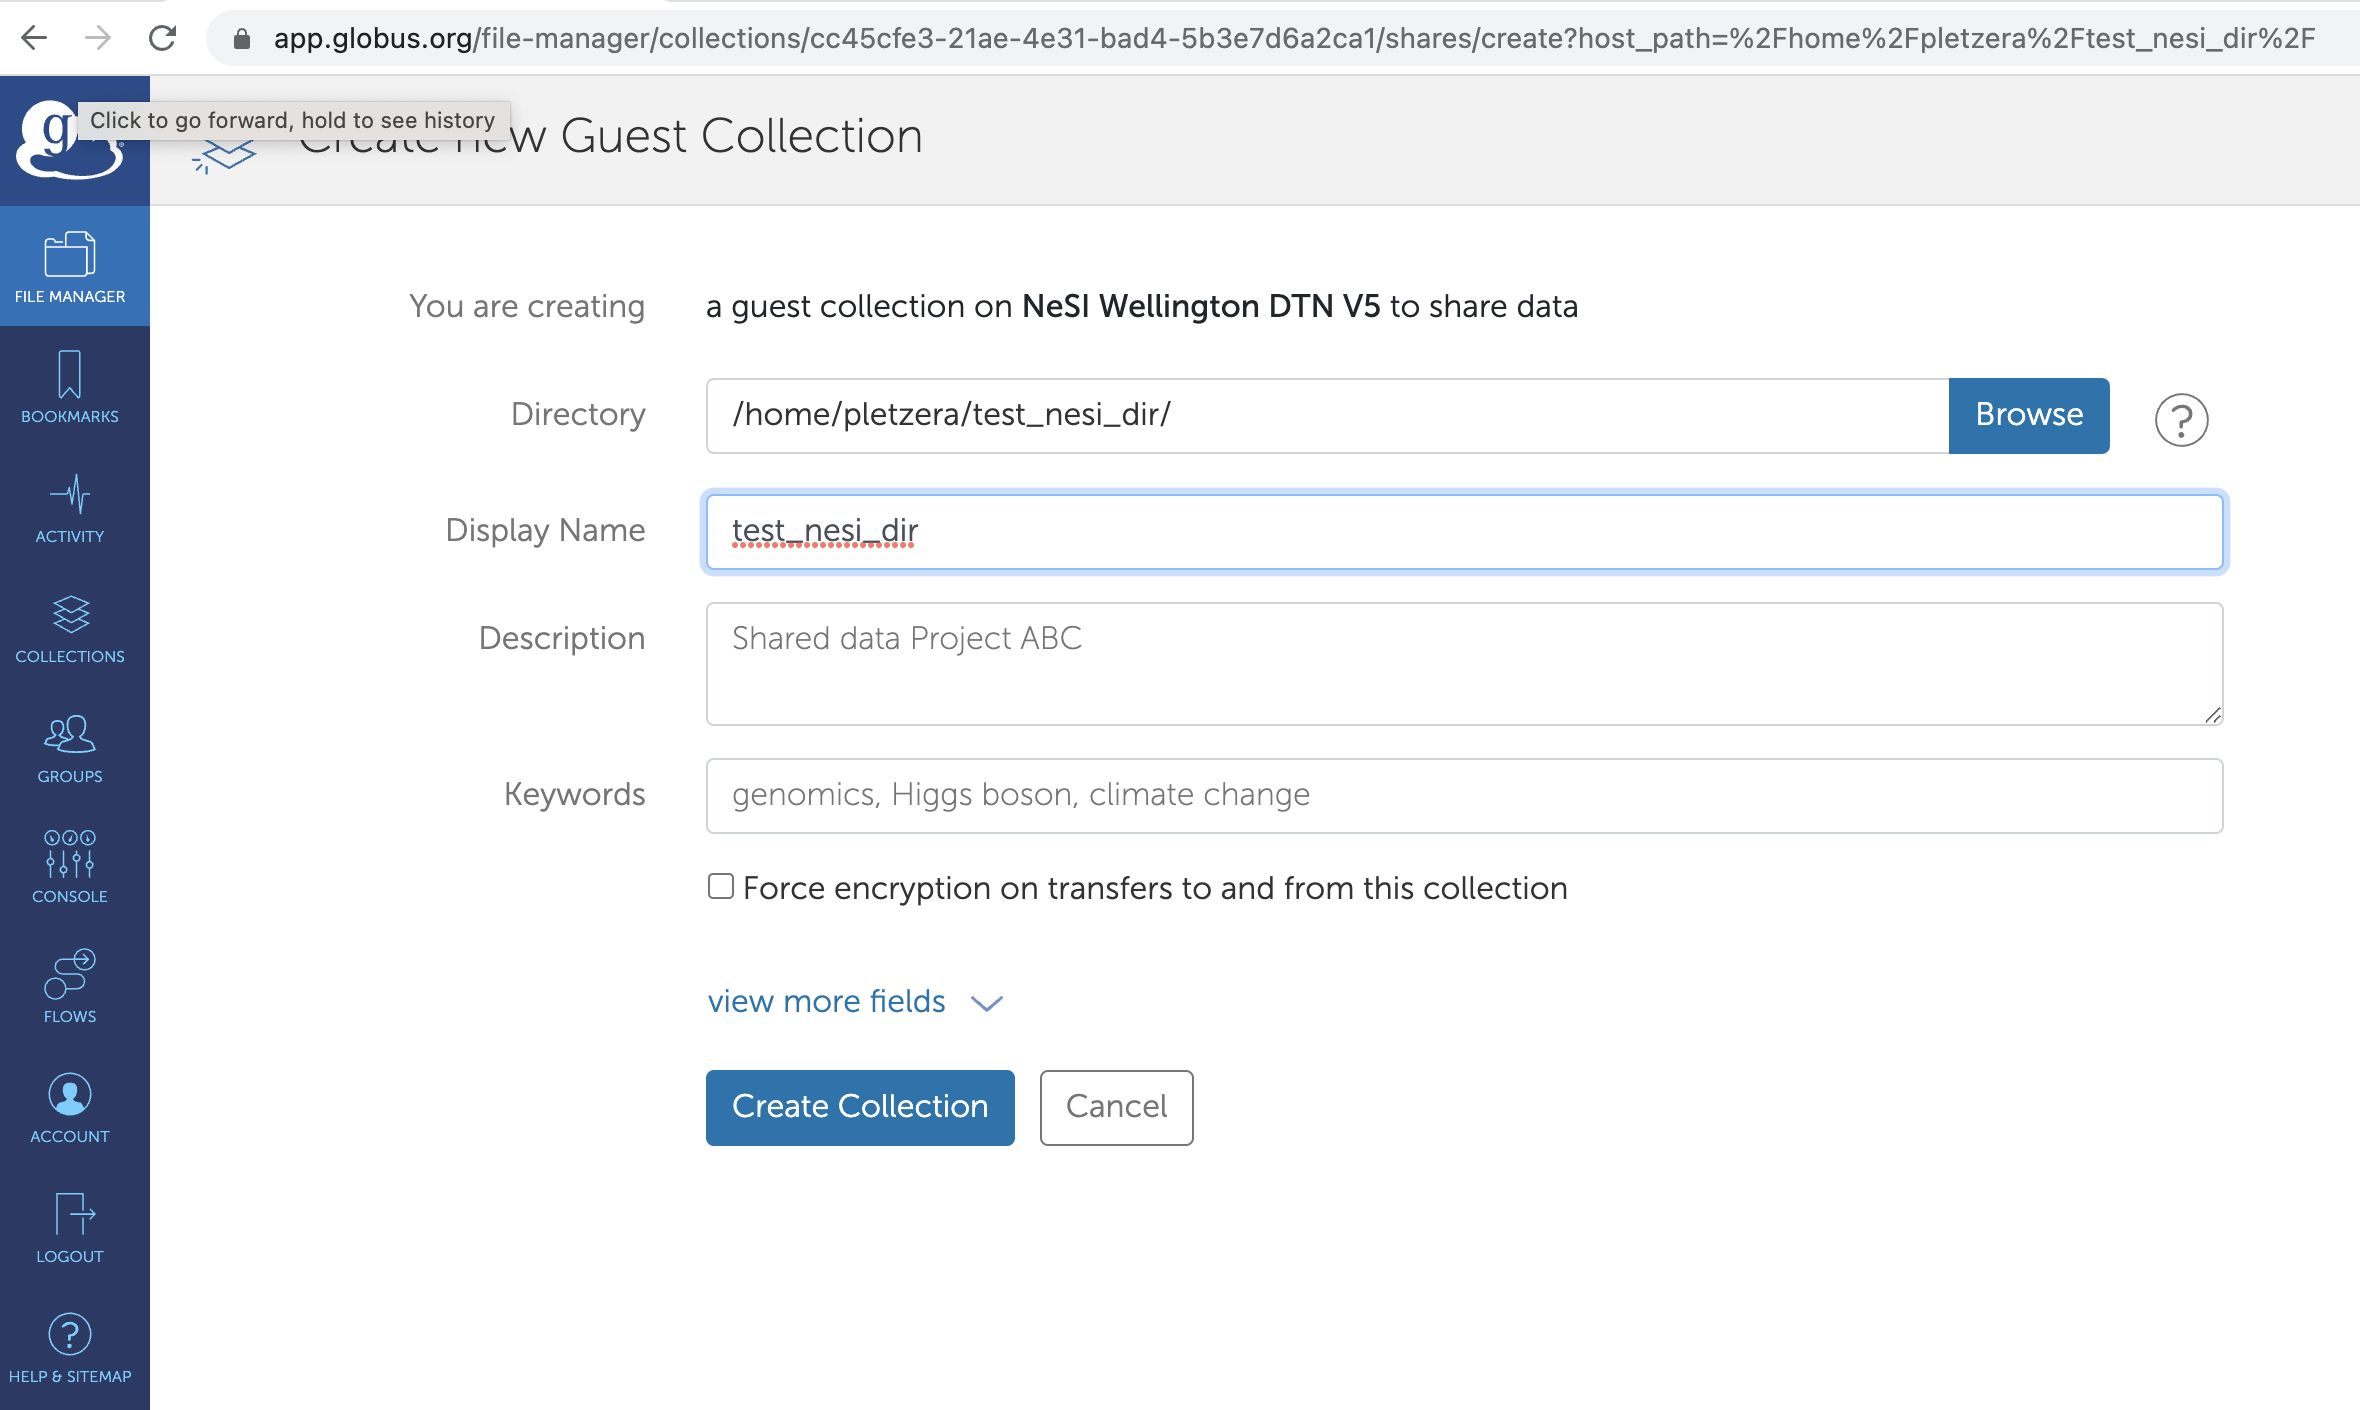 app.globus.org/file-manager/collections/cc45cfe3-21ae-4e31-bad4-5b3e7d6a2ca1/shares/create?host_path=%2Fhome%2Fpletzera%2Ftest_nesi_dir%2F
g
Click to go forward, hold to see history
Create new Guest Collection
FILE MANAGER
BOOKMARKS
ACTIVITY
COLLECTIONS
GROUPS
CONSOLE
FLOWS
ACCOUNT
LOGOUT
HELP & SITEMAP
You are creating a guest collection on NeSI Wellington DTN V5 to share data
Directory /home/pletzera/test_nesi_dir/ Browse ?
Display Name test_nesi_dir
Description Shared data Project ABC
Keywords genomics, Higgs boson, climate change
Force encryption on transfers to and from this collection
view more fields
Create Collection Cancel